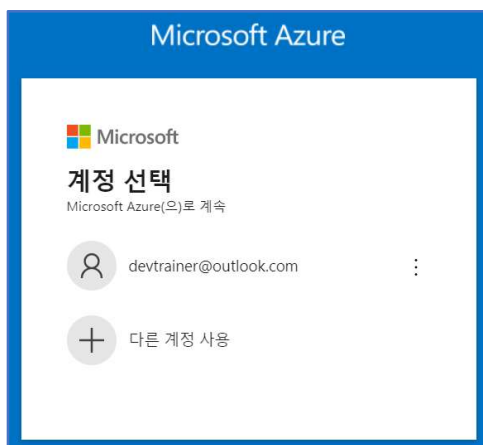 Microsoft Azure
Microsoft
계정 선택
Microsoft Azure(으)로 계속
devtrainer@outlook.com
다른 계정 사용